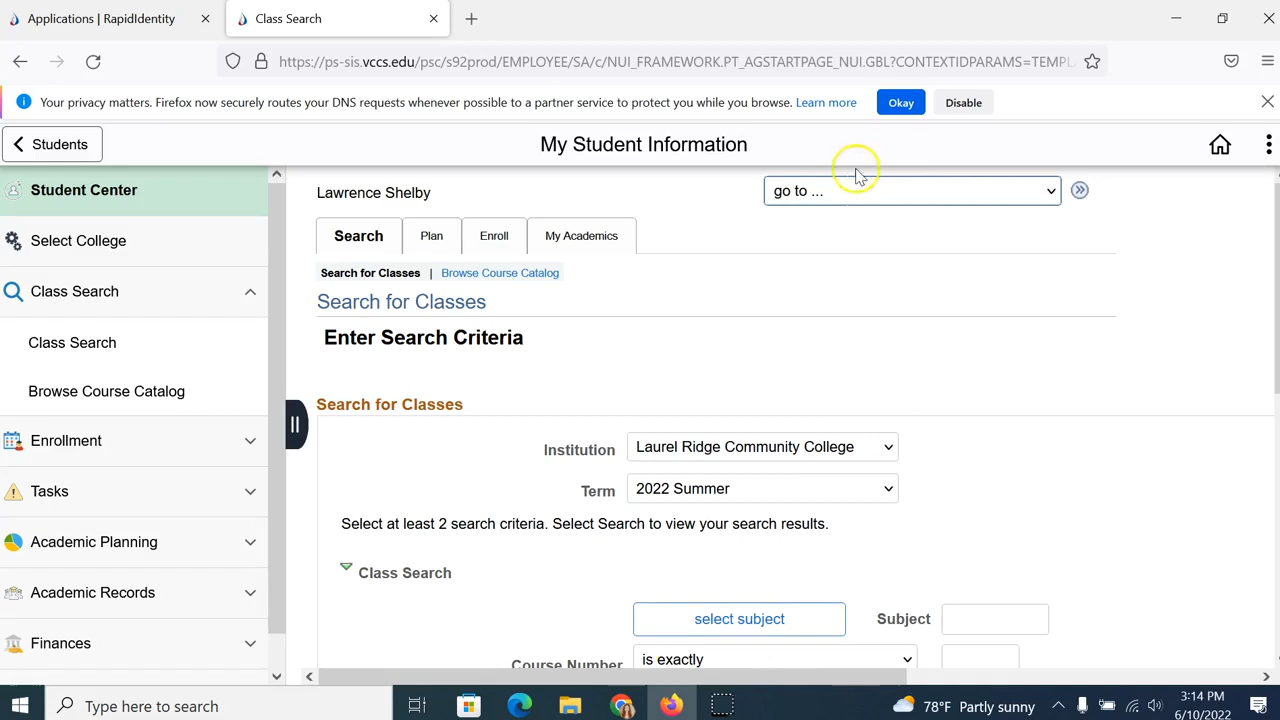 Applications | RapidIdentity
Class Search
https://ps-sis.vccs.edu/psc/s92prod/EMPLOYEE/SA/c/NUI_FRAMEWORK.PT_AGSTARTPAGE_NUI.GBL?CONTEXTIDPARAMS=TEMPL
Your privacy matters. Firefox now securely routes your DNS requests whenever possible to a partner service to protect you while you browse. Learn more Okay Disable
Students My Student Information
Student Center
Lawrence Shelby go to ...
Search Plan Enroll My Academics
Select College
Search for Classes | Browse Course Catalog
Class Search
Search for Classes
Enter Search Criteria
Class Search
Browse Course Catalog
Search for Classes
Enrollment
Institution Laurel Ridge Community College
Tasks
Term 2022 Summer
Select at least 2 search criteria. Select Search to view your search results.
Academic Planning
Class Search
Academic Records
select subject Subject
Finances
Course Number is exactly
Type here to search
78°F Partly sunny
3:14 PM
6/10/2022